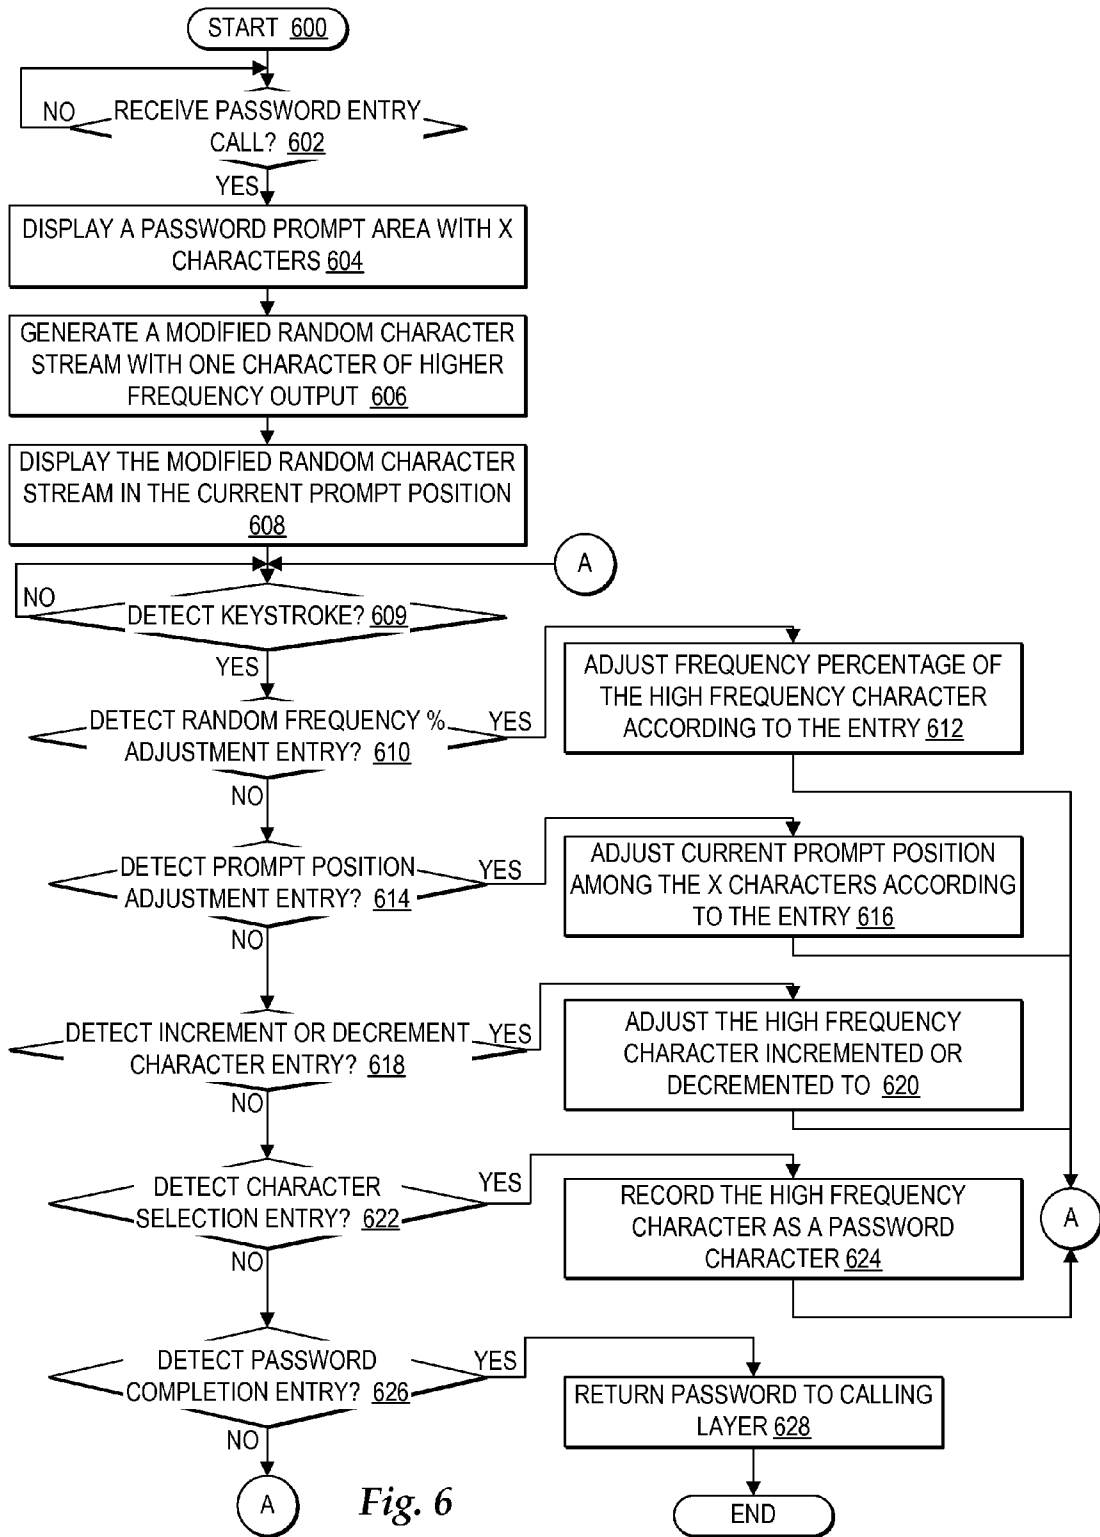 START 600
RECEIVE PASSWORD ENTRY
CALL? 602
NO
YES
DISPLAY A PASSWORD PROMPT AREA WITH X
CHARACTERS 604
GENERATE A MODIFIED RANDOM CHARACTER
STREAM WITH ONE CHARACTER OF HIGHER
FREQUENCY OUTPUT 606
DISPLAY THE MODIFIED RANDOM CHARACTER
STREAM IN THE CURRENT PROMPT POSITION
608
A
NO
DETECT KEYSTROKE? 609
YES
DETECT RANDOM FREQUENCY %
ADJUSTMENT ENTRY? 610
YES
ADJUST FREQUENCY PERCENTAGE OF
THE HIGH FREQUENCY CHARACTER
ACCORDING TO THE ENTRY 612
NO
DETECT PROMPT POSITION
ADJUSTMENT ENTRY? 614
YES
ADJUST CURRENT PROMPT POSITION
AMONG THE X CHARACTERS ACCORDING
TO THE ENTRY 616
NO
DETECT INCREMENT OR DECREMENT
CHARACTER ENTRY? 618
YES
ADJUST THE HIGH FREQUENCY
CHARACTER INCREMENTED OR
DECREMENTED TO 620
NO
DETECT CHARACTER
SELECTION ENTRY? 622
YES
RECORD THE HIGH FREQUENCY
CHARACTER AS A PASSWORD
CHARACTER 624
A
NO
DETECT PASSWORD
COMPLETION ENTRY? 626
YES
RETURN PASSWORD TO CALLING
LAYER 628
NO
A
Fig. 6
END